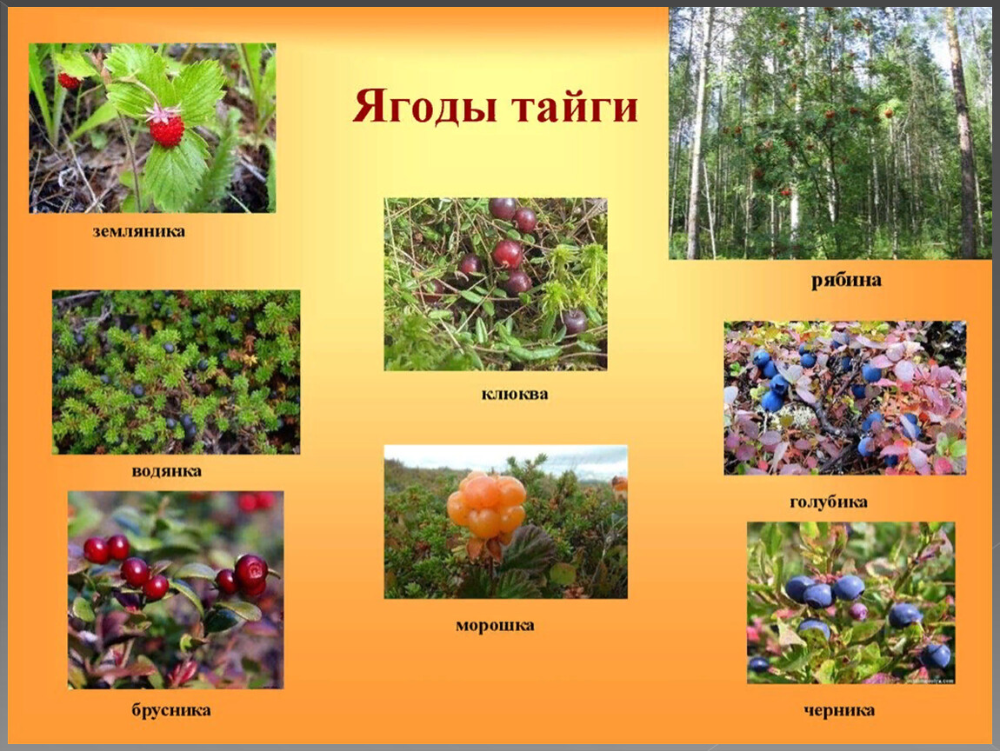 Ягоды тайги
земляника
рябина
клюква
водянка
голубика
морошка
брусника
черника